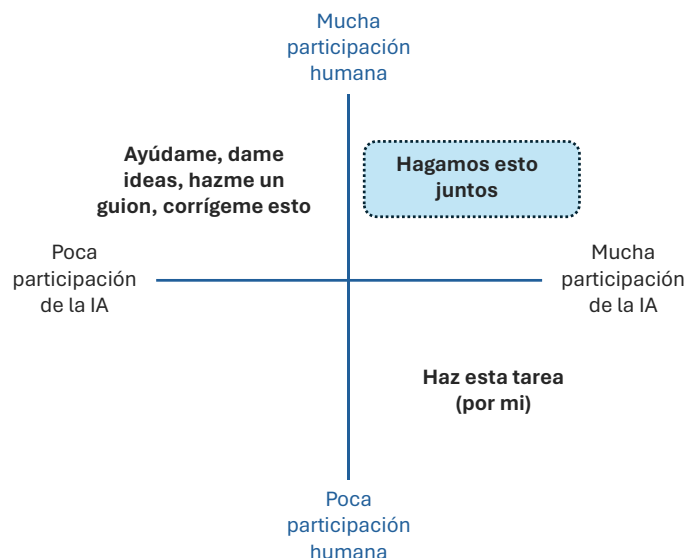 Mucha
participación
humana
Ayúdame, dame
ideas, hazme un
guion, corrígeme esto
Hagamos esto
juntos
Poca
participación
de la IA
Mucha
participación
de la IA
Haz esta tarea
(por mi)
Poca
participación
humana